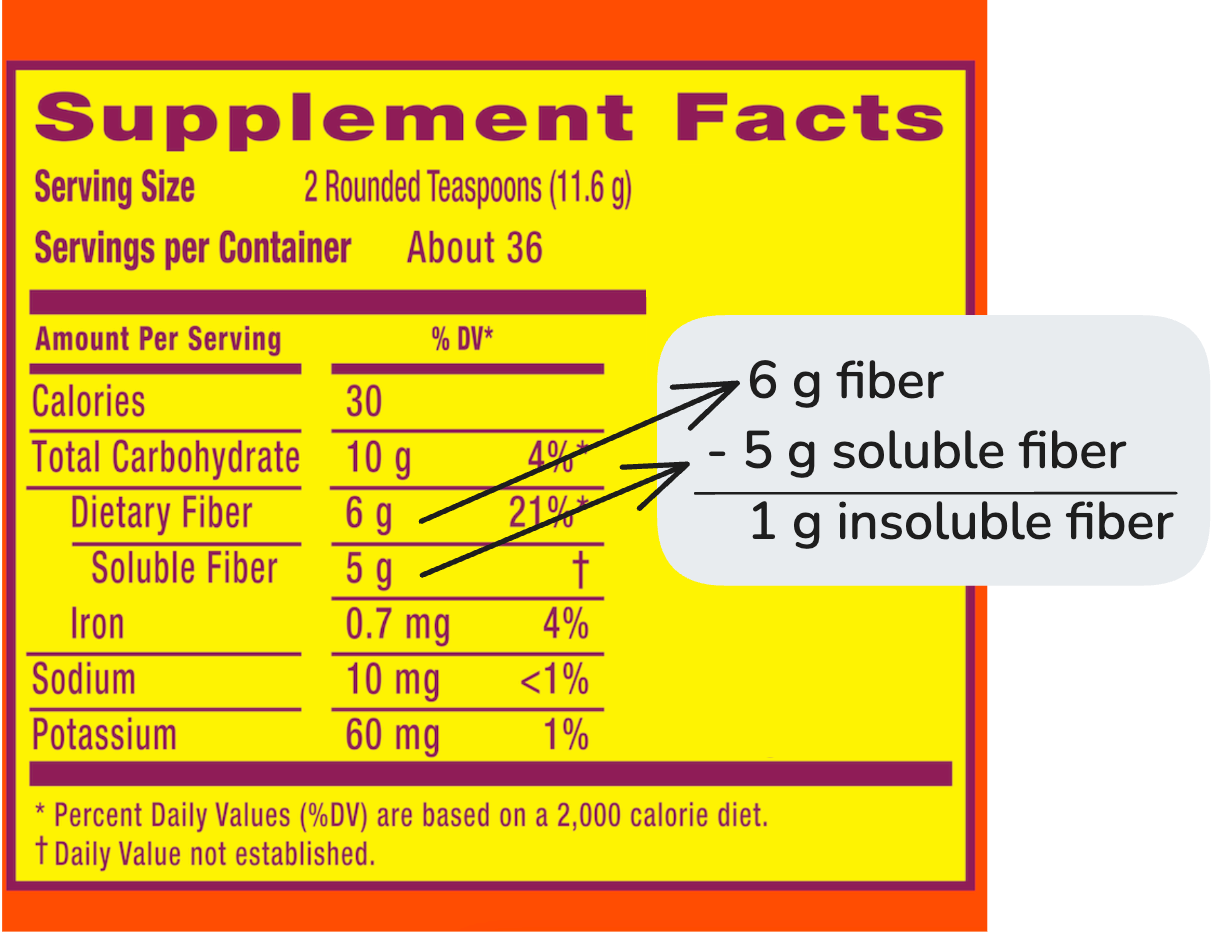 Supplement Facts
Serving Size 2 Rounded Teaspoons (11.6 g)
Servings per Container About 36
Amount Per Serving % DV*
Calories 30
Total Carbohydrate 10 g 4%*
Dietary Fiber 6 g 21%*
Soluble Fiber 5 g †
Iron 0.7 mg 4%
Sodium 10 mg <1%
Potassium 60 mg 1%
* Percent Daily Values (%DV) are based on a 2,000 calorie diet.
† Daily Value not established.
6 g fiber
- 5 g soluble fiber
1 g insoluble fiber